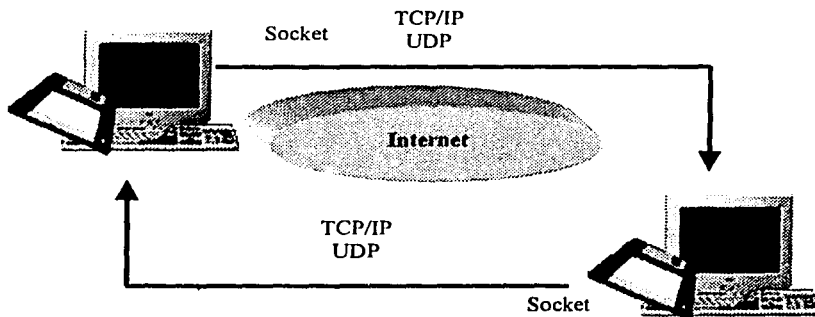 TCP/IP
Socket
UDP
Internet
TCP/IP
UDP
Socket